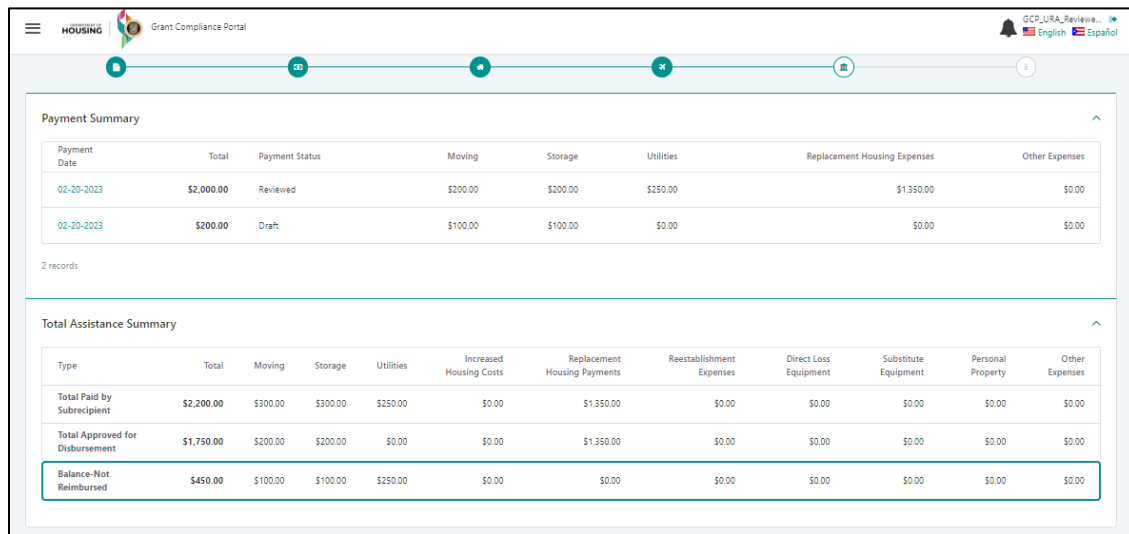 DEPARTMENT OF
HOUSING
Grant Compliance Portal
GCP_URA_Reviewe...
English Español
Payment Summary
Payment Date Total Payment Status Moving Storage Utilities Replacement Housing Expenses Other Expenses
02-20-2023 $2,000.00 Reviewed $200.00 $200.00 $250.00 $1,350.00 $0.00
02-20-2023 $200.00 Draft $100.00 $100.00 $0.00 $0.00 $0.00
2 records
Total Assistance Summary
Type Total Moving Storage Utilities Increased Housing Costs Replacement Housing Payments Reestablishment Expenses Direct Loss Equipment Substitute Equipment Personal Property Other Expenses
Total Paid by Subrecipient $2,200.00 $300.00 $300.00 $250.00 $0.00 $1,350.00 $0.00 $0.00 $0.00 $0.00 $0.00
Total Approved for Disbursement $1,750.00 $200.00 $200.00 $0.00 $0.00 $1,350.00 $0.00 $0.00 $0.00 $0.00 $0.00
Balance-Not Reimbursed $450.00 $100.00 $100.00 $250.00 $0.00 $0.00 $0.00 $0.00 $0.00 $0.00 $0.00